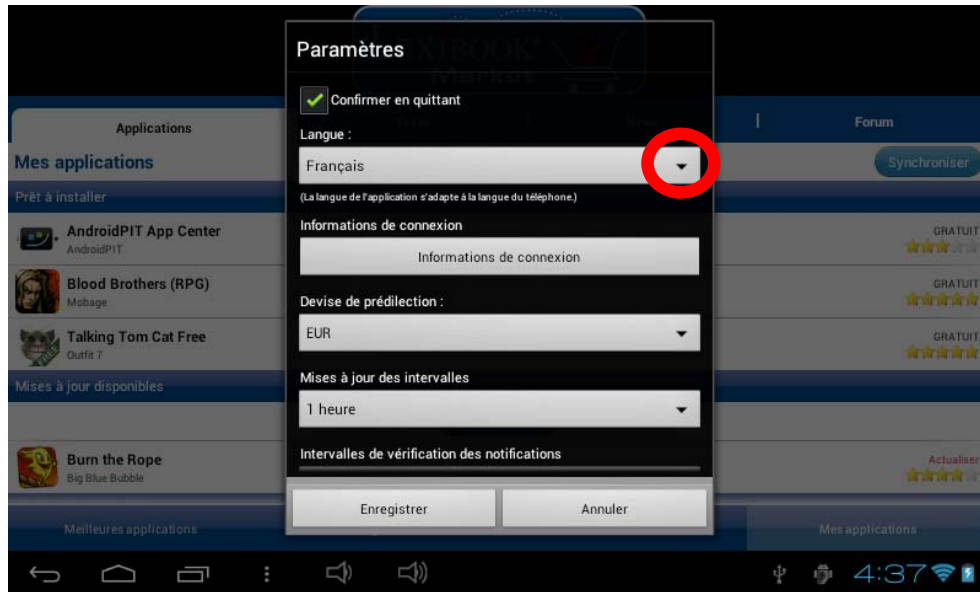 LEXIBOOK
Market
Paramètres
Confirmer en quittant
Applications
Forum
Langue :
Mes applications
Français
Synchroniser
Prêt à installer
(La langue de l'application s'adapte à la langue du téléphone.)
AndroidPIT App Center
AndroidPIT
GRATUIT
Informations de connexion
Informations de connexion
Blood Brothers (RPG)
Mobage
GRATUIT
Devise de prédilection :
EUR
Talking Tom Cat Free
Outfit 7
FREE
GRATUIT
Mises à jour disponibles
Mises à jour des intervalles
1 heure
Intervalles de vérification des notifications
Burn the Rope
Big Blue Bubble
Actualiser
Enregistrer
Annuler
Meilleures applications
Mes applications
4:37